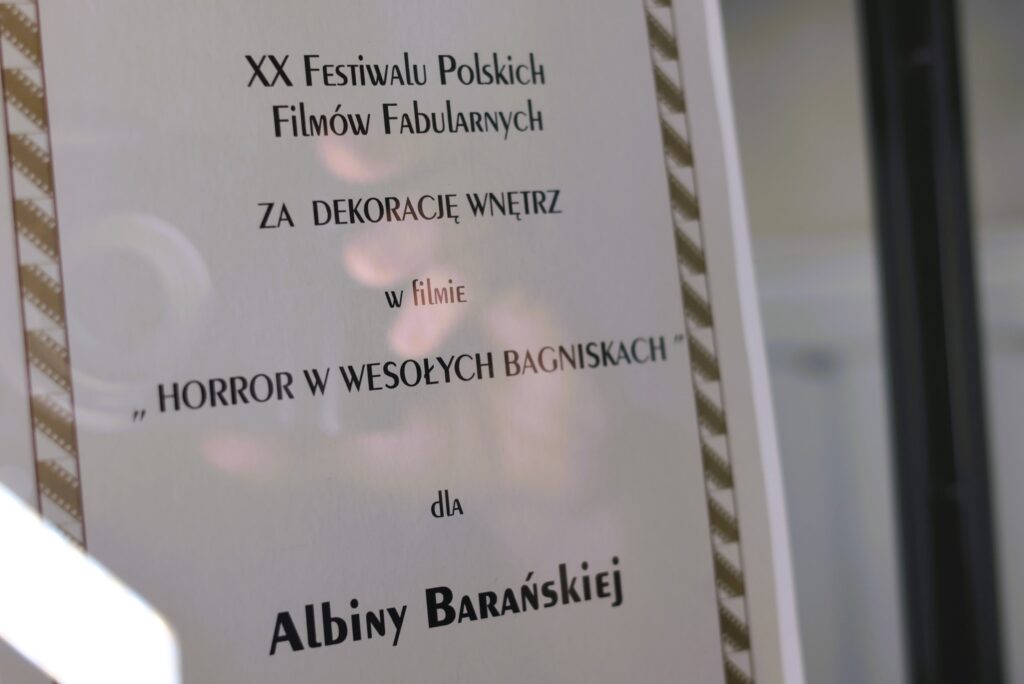 XX Festiwalu Polskich
Filmów Fabularnych
ZA DEKORACJĘ WNĘTRZ
w filmie
„ HORROR W WESOŁYCH BAGNISKACH ”
dla
Albiny Barańskiej